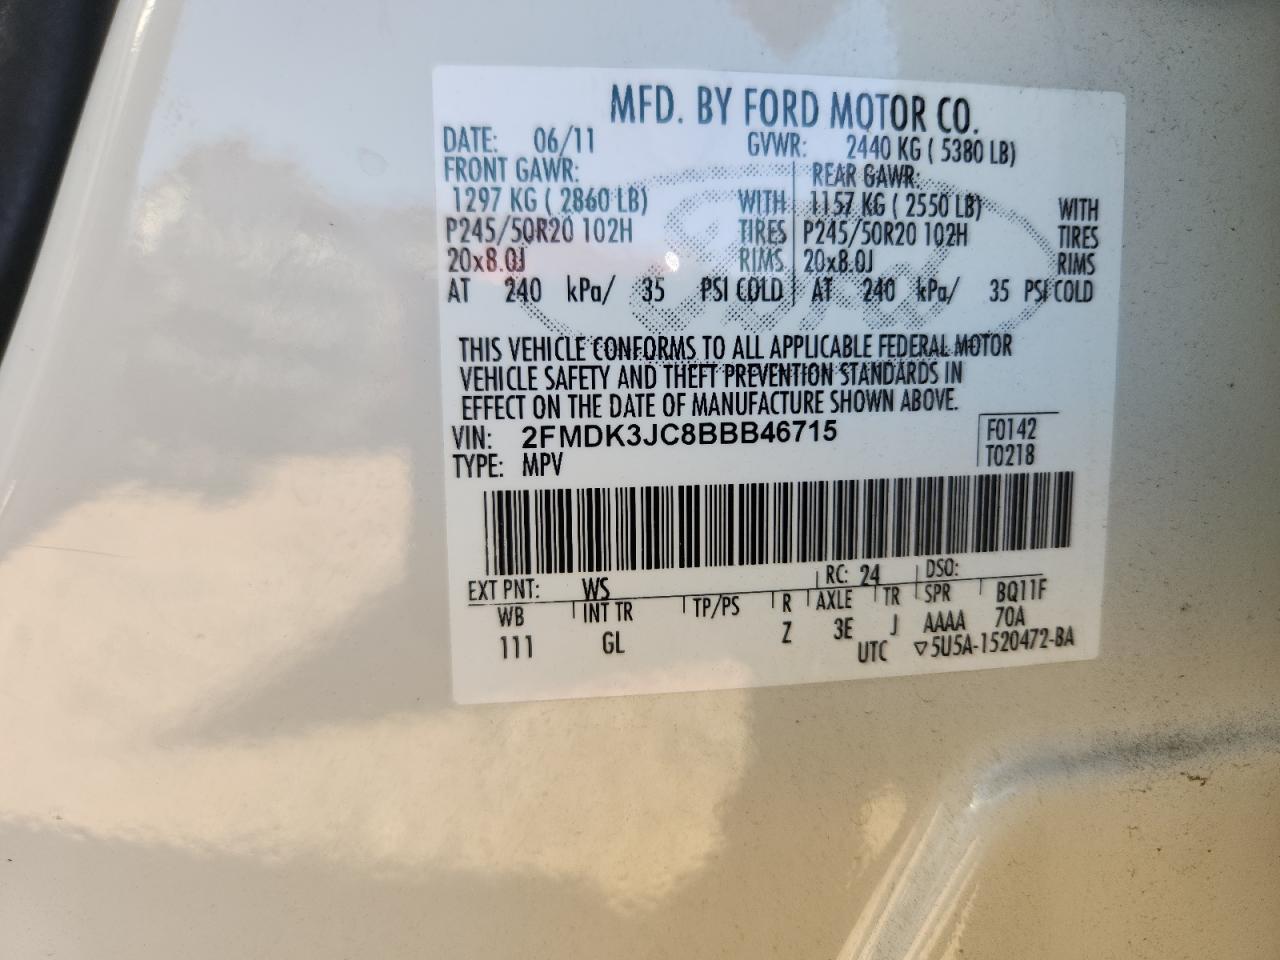 MFD. BY FORD MOTOR CO.
DATE: 06/11 GVWR: 2440 KG ( 5380 LB)
FRONT GAWR: REAR GAWR:
1297 KG ( 2860 LB) WITH 1157 KG ( 2550 LB) WITH
P245/50R20 102H TIRES P245/50R20 102H TIRES
20x8.0J RIMS 20x8.0J RIMS
AT 240 kPa/ 35 PSI COLD AT 240 kPa/ 35 PSI COLD
THIS VEHICLE CONFORMS TO ALL APPLICABLE FEDERAL MOTOR
VEHICLE SAFETY AND THEFT PREVENTION STANDARDS IN
EFFECT ON THE DATE OF MANUFACTURE SHOWN ABOVE.
VIN: 2FMDK3JC8BBB46715 F0142
TYPE: MPV T0218
EXT PNT: WS RC: 24 DSO:
WB INT TR TP/PS R AXLE TR SPR BQ11F
111 GL Z 3E J AAAA 70A
UTC ▽5U5A-1520472-BA